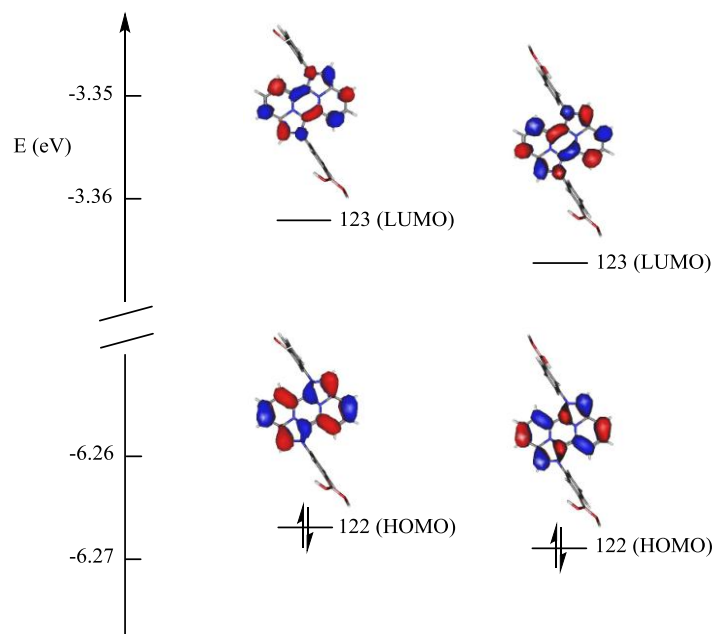 -3.35
E (eV)
-3.36
123 (LUMO)
123 (LUMO)
-6.26
122 (HOMO)
122 (HOMO)
-6.27